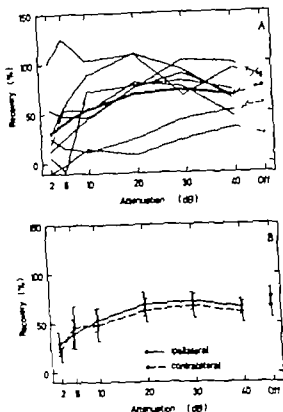 150
A
100
Recovery (%)
50
0
2 5 10 20 30 40 Off
Attenuation (dB)
150
B
100
Recovery (%)
50
Ipsilateral
Contralateral
0
2 5 10 20 30 40 Off
Attenuation (dB)